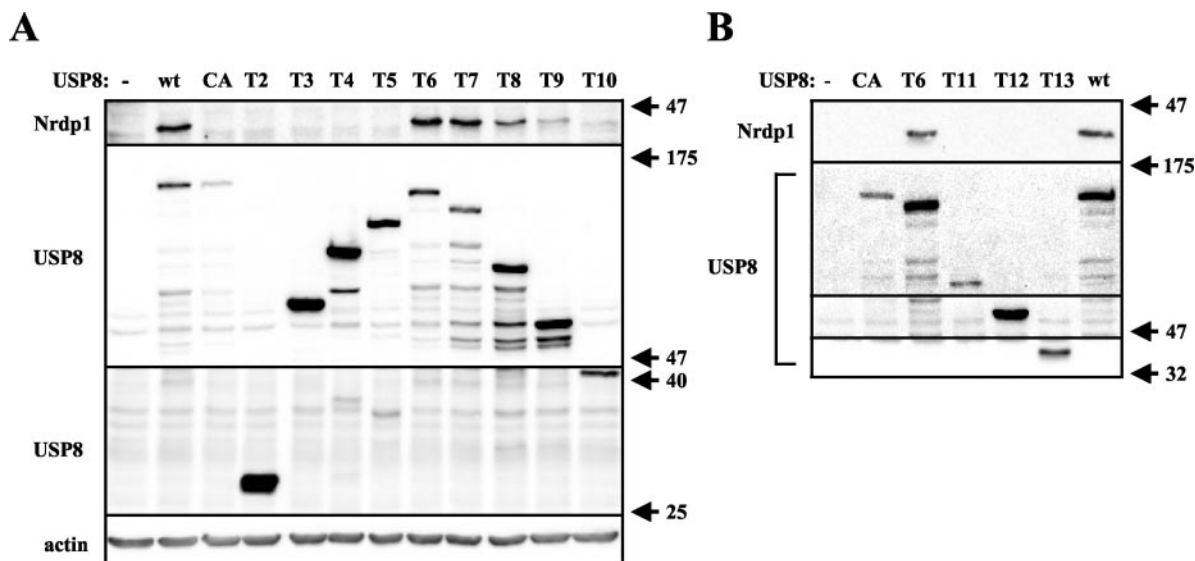 A
USP8: - wt CA T2 T3 T4 T5 T6 T7 T8 T9 T10
Nrdp1
47
175
USP8
47
40
USP8
25
actin
B
USP8: - CA T6 T11 T12 T13 wt
Nrdp1
47
175
USP8
47
32